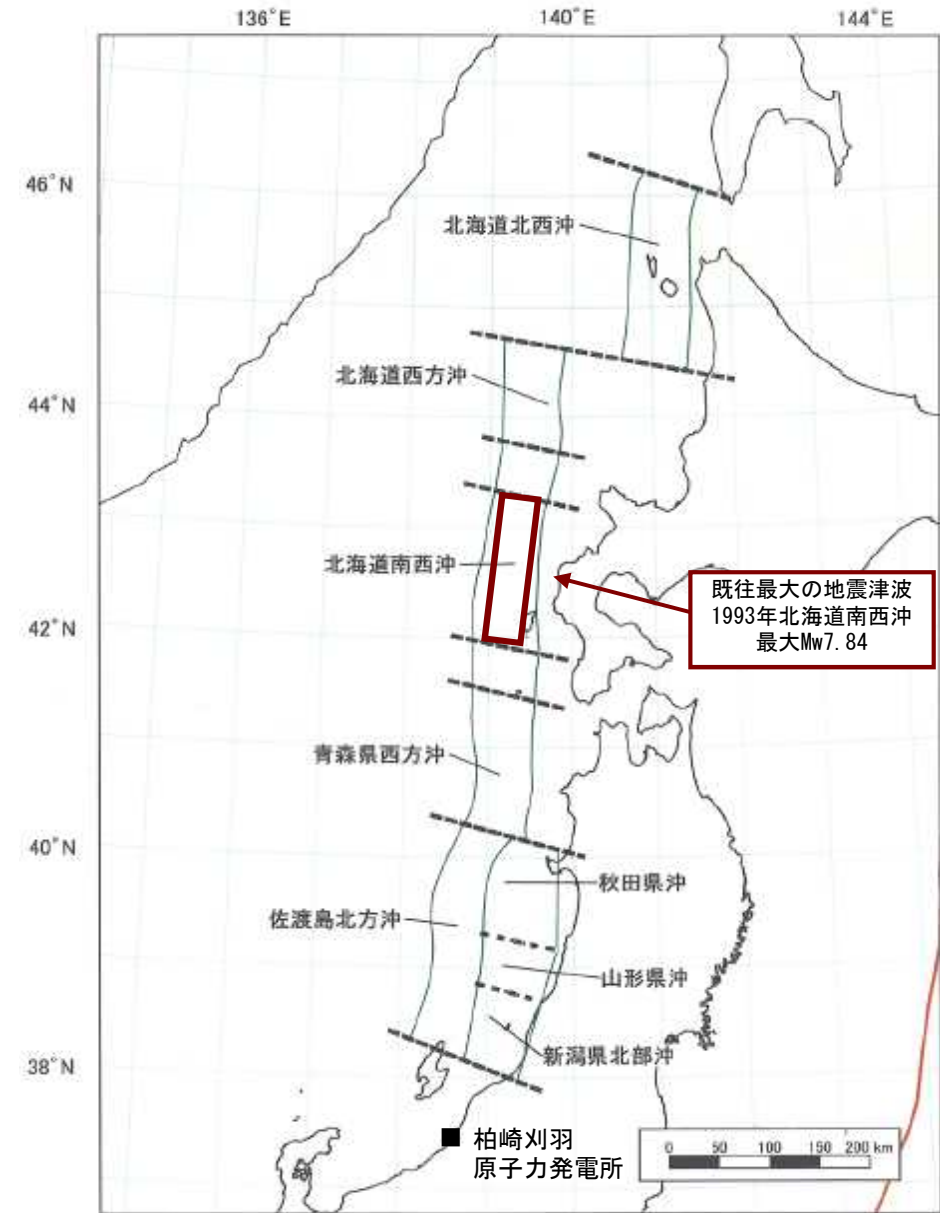 136°E
140°E
144°E
46°N
北海道北西沖
北海道西方沖
44°N
北海道南西沖
既往最大の地震津波
1993年北海道南西沖
最大Mw7.84
42°N
青森県西方沖
40°N
秋田県沖
佐渡島北方沖
山形県沖
新潟県北部沖
38°N
柏崎刈羽
原子力発電所
0 50 100 150 200 km